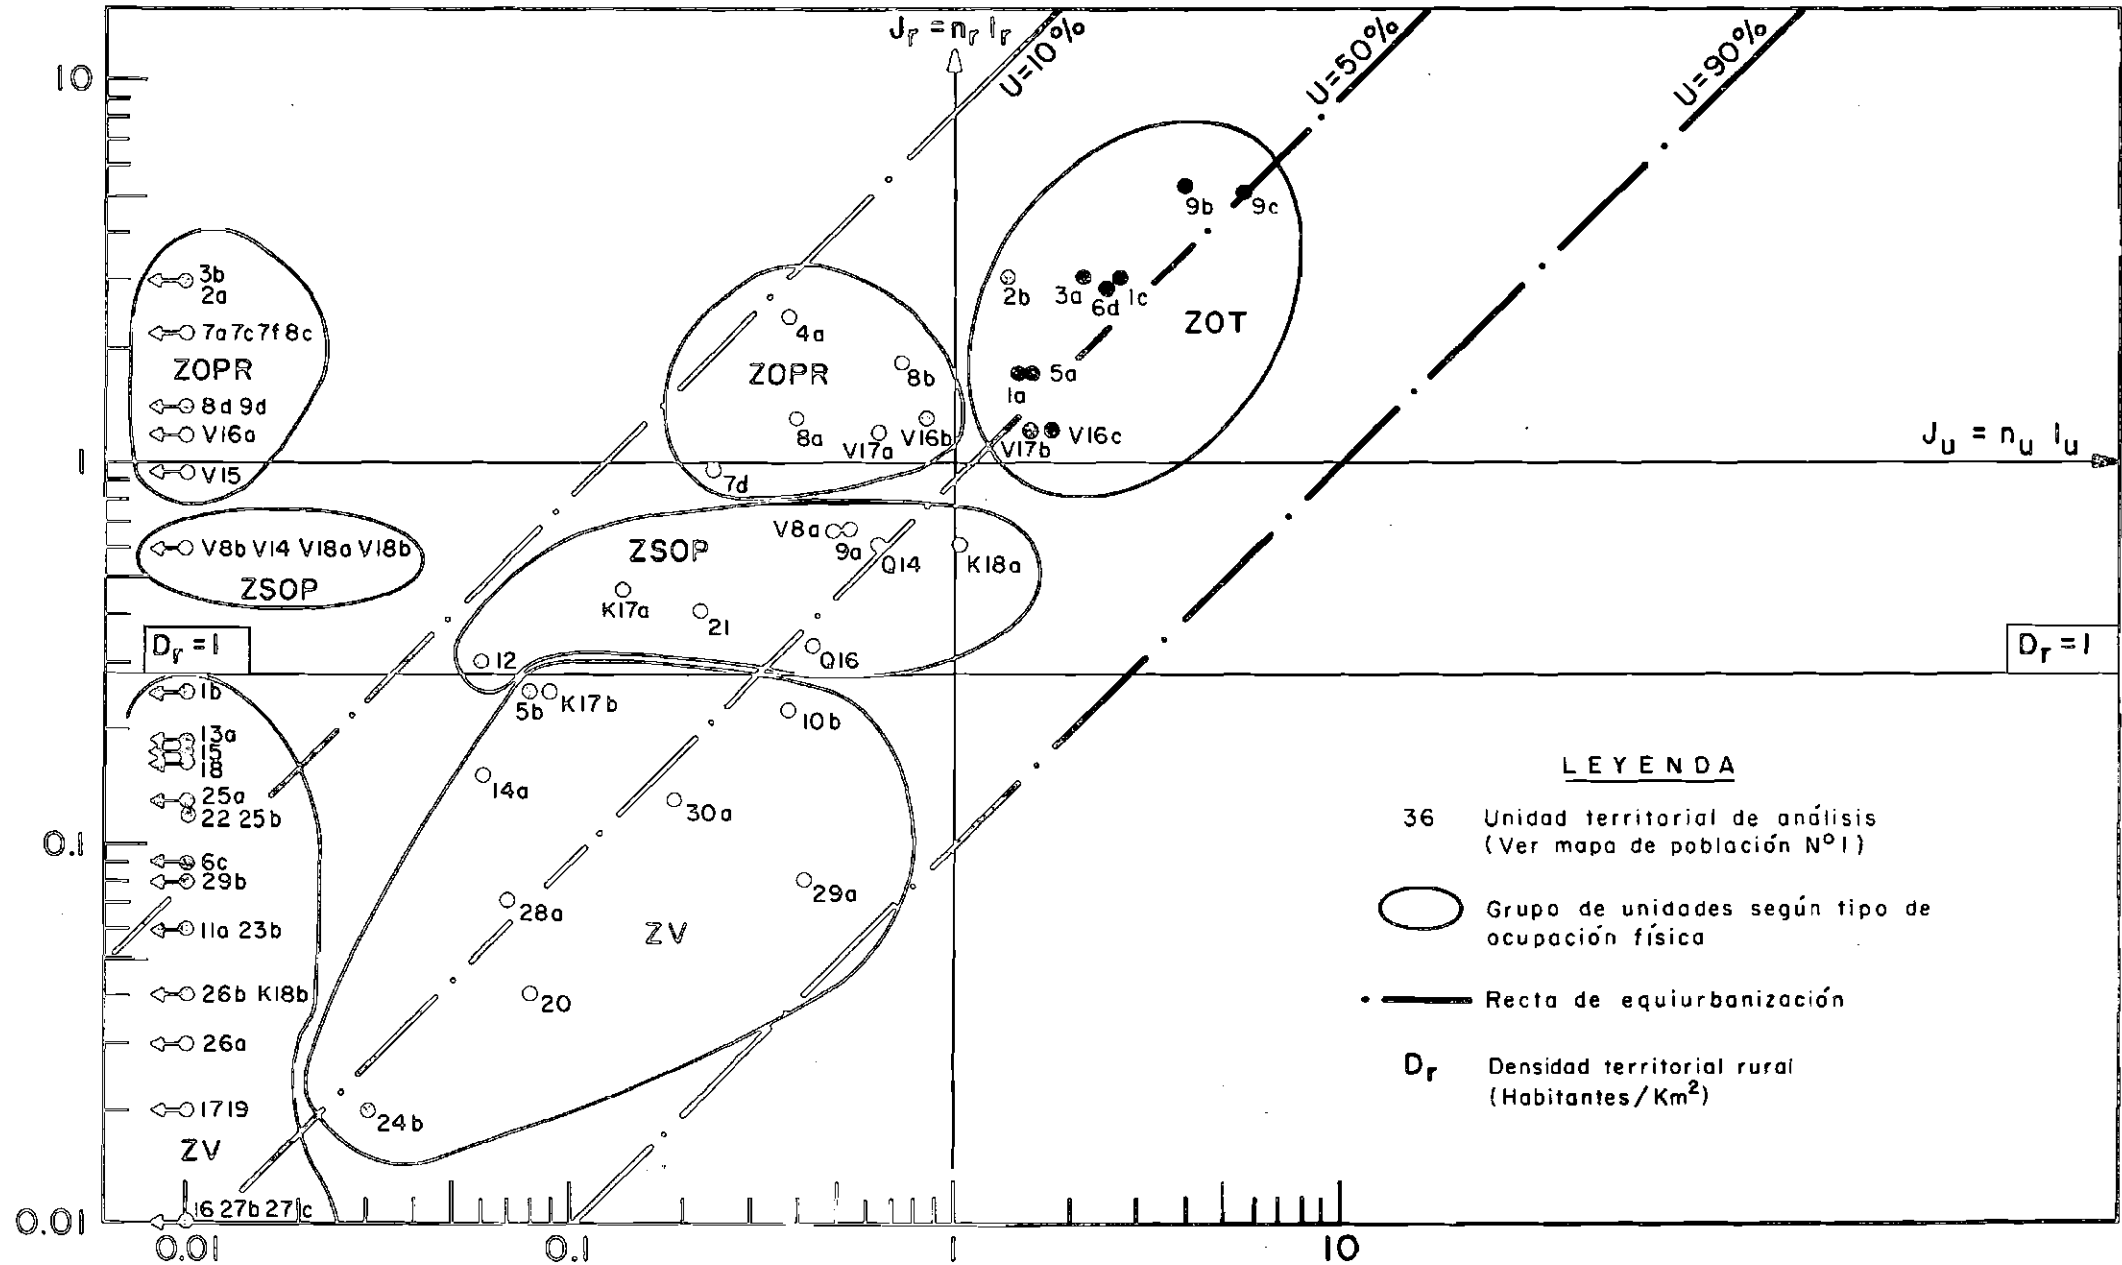 Jr = nr Ir
U=10%
U=50%
U=90%
10
9b
9c
3b
2a
2b
3a
6d
1c
ZOT
7a 7c 7f 8c
4a
ZOPR
ZOPR
8b
5a
1a
8d 9d
8a
V16a
V17a
V16b
V17b
V16c
Ju = nu Iu
1
V15
7d
V8a
9a
Q14
K18a
ZSOP
V8b V14 V18a V18b
ZSOP
K17a
21
Q16
12
Dr = 1
Dr = 1
1b
5b
K17b
10b
13a
15
18
14a
25a
22 25b
30a
0.1
6c
29b
29a
28a
11a 23b
ZV
26b K18b
20
26a
17 19
24b
ZV
16 27b 27c
0.01
0.01
0.1
1
10
LEYENDA
36 Unidad territorial de análisis
(Ver mapa de población Nº 1)
Grupo de unidades según tipo de
ocupación física
Recta de equiurbanización
Dr Densidad territorial rural
(Habitantes/Km²)